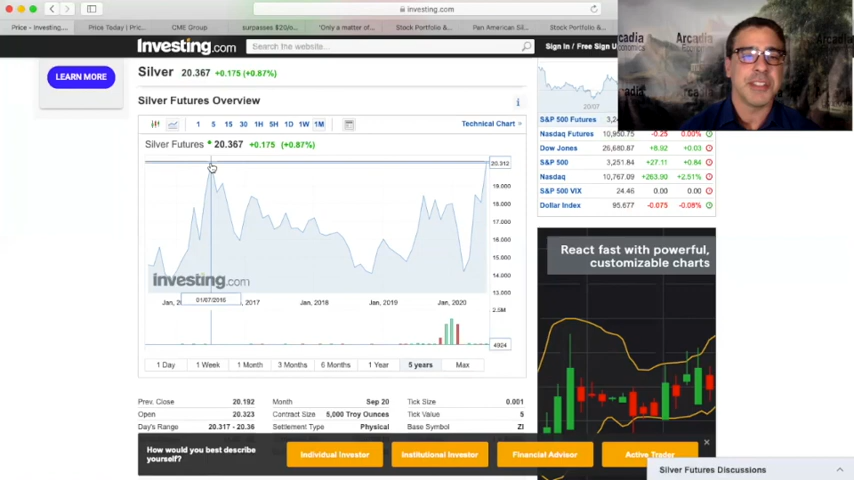 Price - Investing....
Price Today | Pric...
CME Group
surpasses $20/o...
"Only a matter of...
Stock Portfolio &...
Pan American Sil...
Stock Portfolio &...
investing.com
Investing.com
Search the website...
Sign In / Free Sign U
Arcadia
Economics
LEARN MORE
Silver 20.367 +0.175 (+0.87%)
Silver Futures Overview
1 5 15 30 1H 5H 1D 1W 1M
Technical Chart »
Silver Futures 20.367 +0.175 (+0.87%)
20.312
19.000
18.000
17.000
16.000
15.000
14.000
13.000
Investing.com
01/07/2016
2017
Jan, 2018
Jan, 2019
Jan, 2020
2.5M
4924
1 Day 1 Week 1 Month 3 Months 6 Months 1 Year 5 years Max
20/07
S&P 500 Futures
Nasdaq Futures 10,950.75 -0.25 0.00%
Dow Jones 26,680.87 +8.92 +0.03
S&P 500 3,251.84 +27.11 +0.84
Nasdaq 10,767.09 +263.90 +2.51%
S&P 500 VIX 24.46 0.00 0.00
Dollar Index 95.677 -0.075 -0.08%
React fast with powerful,
customizable charts
Prev. Close 20.192 Month Sep 20 Tick Size 0.001
Open 20.323 Contract Size 5,000 Troy Ounces Tick Value 5
Day's Range 20.317 - 20.36 Settlement Type Physical Base Symbol ZI
How would you best describe
yourself?
Individual Investor
Institutional Investor
Financial Advisor
Active Trader
Silver Futures Discussions